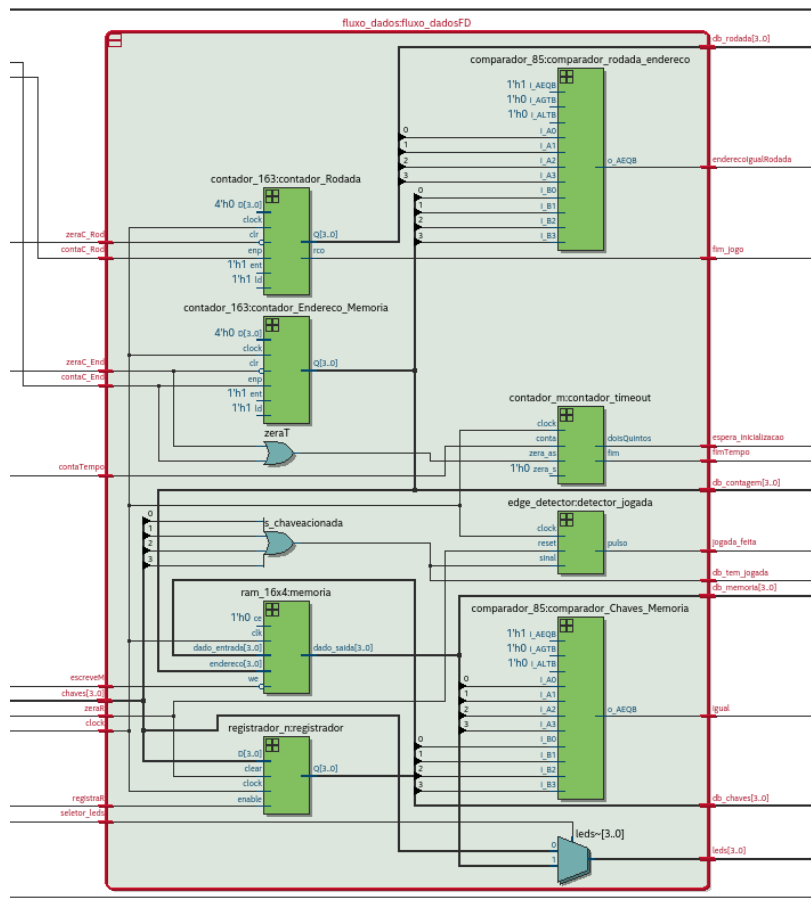 fluxo_dados:fluxo_dadosFD
db_rodada[3..0]
comparador_85:comparador_rodada_endereco
1'h1 I_AEQB
1'h0 I_AGTB
1'h0 I_ALTB
0 I_A0
1 I_A1
2 I_A2 o_AEQB enderecoIgualRodada
3 I_A3
0 I_B0
1 I_B1
2 I_B2
3 I_B3
contador_163:contador_Rodada
4'h0 D[3..0]
clock
zeraC_Rod clr Q[3..0]
contaC_Rod enp rco fim_jogo
1'h1 ent
1'h1 ld
contador_163:contador_Endereco_Memoria
4'h0 D[3..0]
clock
zeraC_End clr Q[3..0]
contaC_End enp
1'h1 ent
1'h1 ld
contador_m:contador_timeout
clock
conta doisQuintos espera_inicializacao
zera_as fim fimTempo
1'h0 zera_s
zeraT
contaTempo
db_contagem[3..0]
edge_detector:detector_jogada
clock
reset pulso jogada_feita
sinal
db_tem_jogada
s_chaveacionada
0
1
2
3
db_memoria[3..0]
ram_16x4:memoria
1'h0 ce
clk
dado_entrada[3..0] dado_saida[3..0]
endereco[3..0]
escreveM we
comparador_85:comparador_Chaves_Memoria
1'h1 I_AEQB
1'h0 I_AGTB
1'h0 I_ALTB
0 I_A0
1 I_A1
2 I_A2 o_AEQB igual
3 I_A3
0 I_B0
1 I_B1
2 I_B2
3 I_B3
chaves[3..0]
zeraR
clock
registrador_n:registrador
D[3..0]
clear Q[3..0]
clock
registraR enable
db_chaves[3..0]
seletor_leds
leds~[3..0]
0
1
leds[3..0]